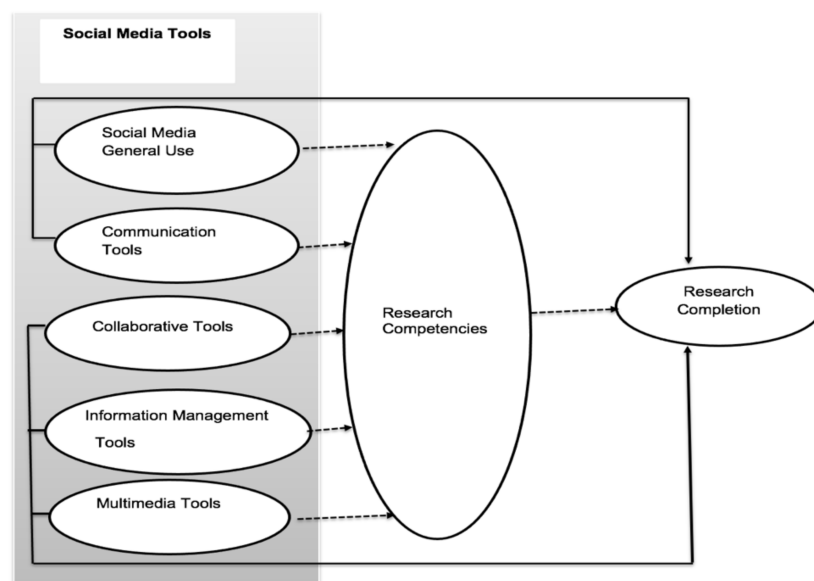 Social Media Tools
Social Media
General Use
Communication
Tools
Collaborative Tools
Information Management
Tools
Multimedia Tools
Research
Competencies
Research
Completion